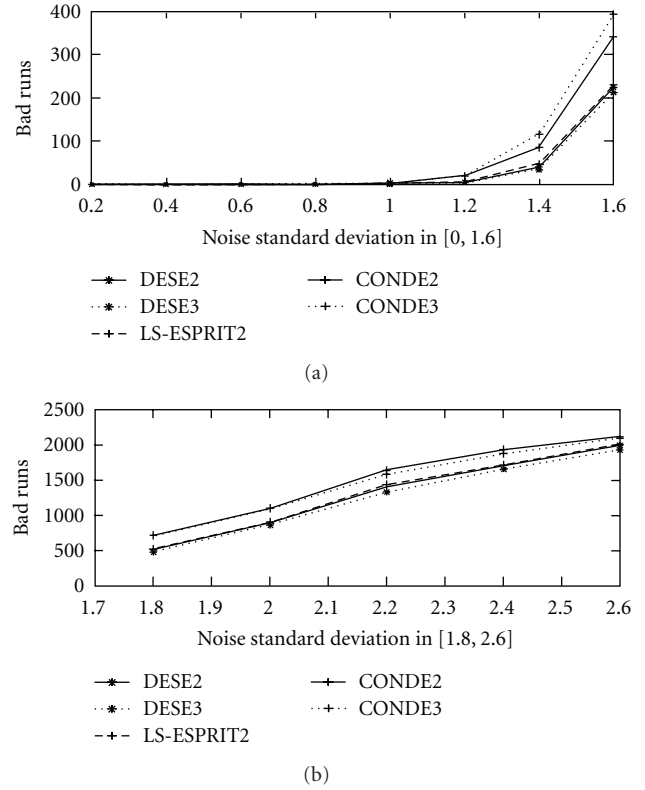 400
300
200
100
0
Bad runs
0.2 0.4 0.6 0.8 1 1.2 1.4 1.6
Noise standard deviation in [0, 1.6]
DESE2 CONDE2
DESE3 CONDE3
LS-ESPRIT2
(a)
2500
2000
1500
1000
500
0
Bad runs
1.7 1.8 1.9 2 2.1 2.2 2.3 2.4 2.5 2.6
Noise standard deviation in [1.8, 2.6]
DESE2 CONDE2
DESE3 CONDE3
LS-ESPRIT2
(b)